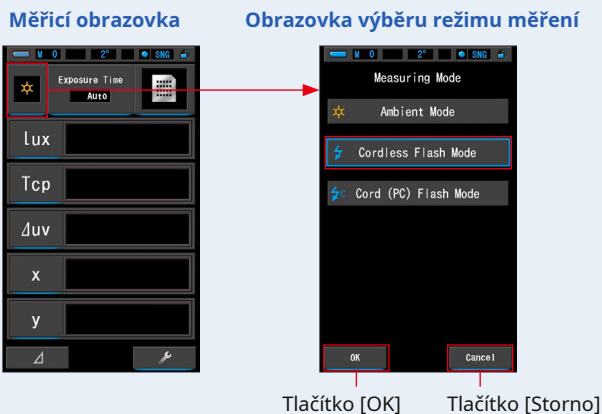 Měřicí obrazovka
Obrazovka výběru režimu měření
M 0 2° SNG
M 0 2° SNG
Exposure Time
Auto
Measuring Mode
Ambient Mode
lux
Cordless Flash Mode
Tcp
C Cord (PC) Flash Mode
⊿uv
x
y
⊿
OK
Cancel
Tlačítko [OK]
Tlačítko [Storno]